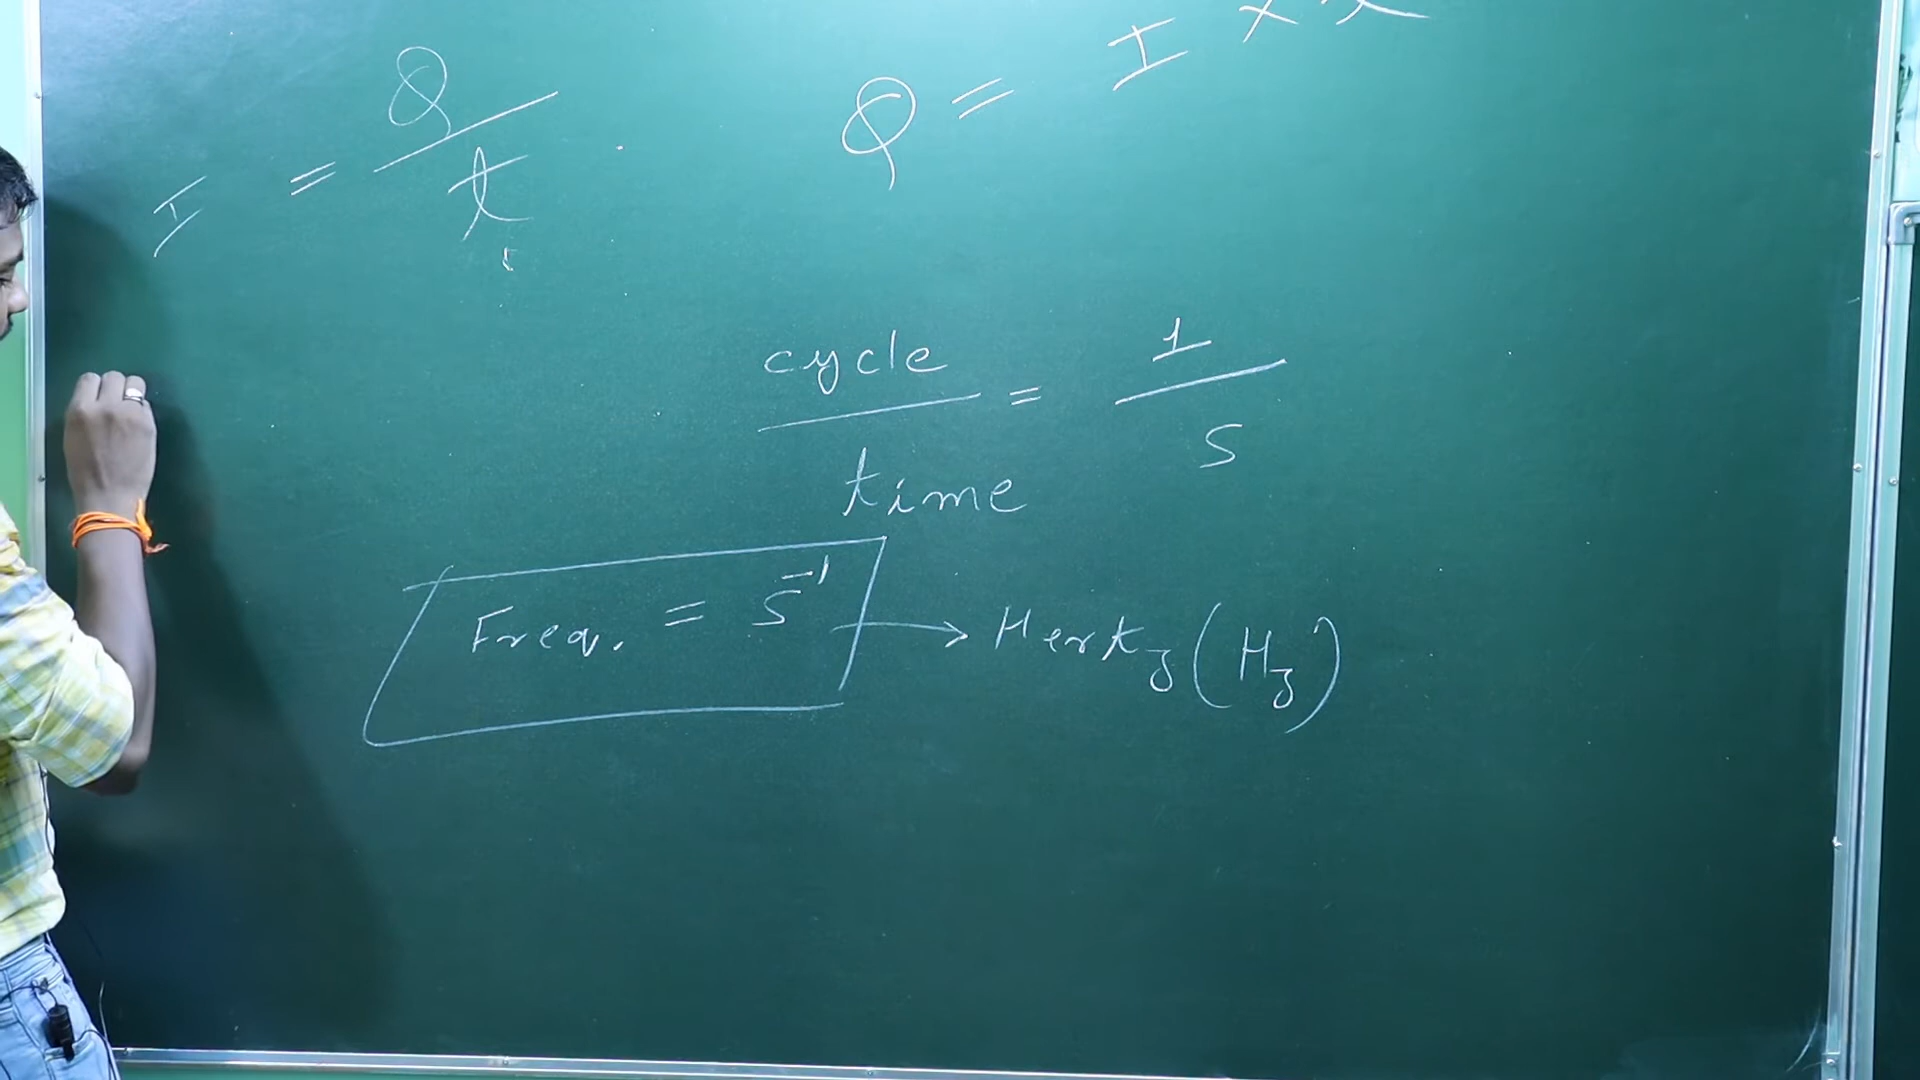 I = Q/t
Q = I × t
cycle/time = 1/s
Freq. = s⁻¹ → Hertz (Hz)